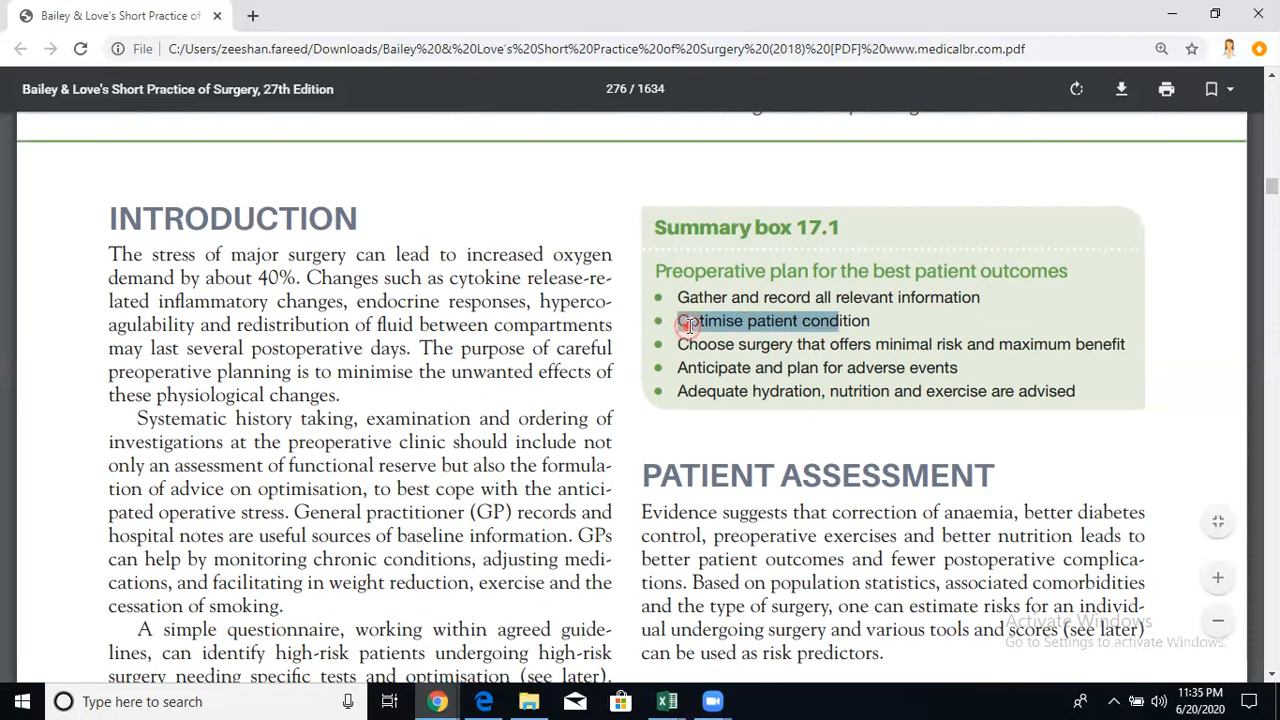 Bailey & Love's Short Practice of
File
C:/Users/zeeshan.fareed/Downloads/Bailey%20&%20Love´s%20Short%20Practice%20of%20Surgery%20(2018)%20[PDF]%20www.medicalbr.com.pdf
Bailey & Love's Short Practice of Surgery, 27th Edition
276 / 1634
INTRODUCTION
The stress of major surgery can lead to increased oxygen
demand by about 40%. Changes such as cytokine release-re-
lated inflammatory changes, endocrine responses, hyperco-
agulability and redistribution of fluid between compartments
may last several postoperative days. The purpose of careful
preoperative planning is to minimise the unwanted effects of
these physiological changes.
Systematic history taking, examination and ordering of
investigations at the preoperative clinic should include not
only an assessment of functional reserve but also the formula-
tion of advice on optimisation, to best cope with the antici-
pated operative stress. General practitioner (GP) records and
hospital notes are useful sources of baseline information. GPs
can help by monitoring chronic conditions, adjusting medi-
cations, and facilitating in weight reduction, exercise and the
cessation of smoking.
A simple questionnaire, working within agreed guide-
lines, can identify high-risk patients undergoing high-risk
surgery needing specific tests and optimisation (see later).
Summary box 17.1
Preoperative plan for the best patient outcomes
• Gather and record all relevant information
• Optimise patient condition
• Choose surgery that offers minimal risk and maximum benefit
• Anticipate and plan for adverse events
• Adequate hydration, nutrition and exercise are advised
PATIENT ASSESSMENT
Evidence suggests that correction of anaemia, better diabetes
control, preoperative exercises and better nutrition leads to
better patient outcomes and fewer postoperative complica-
tions. Based on population statistics, associated comorbidities
and the type of surgery, one can estimate risks for an individ-
ual undergoing surgery and various tools and scores (see later)
can be used as risk predictors.
Activate Windows
Go to Settings to activate Windows.
Type here to search
11:35 PM
6/20/2020